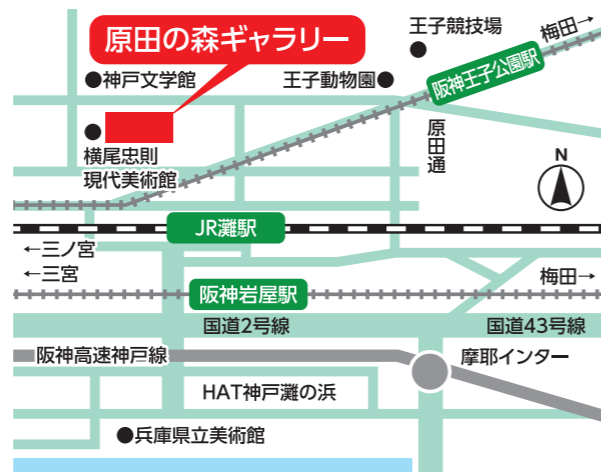 原田の森ギャラリー
王子競技場
梅田→
●神戸文学館
王子動物園●
阪神王子公園駅
横尾忠則
現代美術館
原田通
N
JR灘駅
←三ノ宮
←三宮
阪神岩屋駅
梅田→
国道2号線
国道43号線
阪神高速神戸線
摩耶インター
HAT神戸灘の浜
●兵庫県立美術館